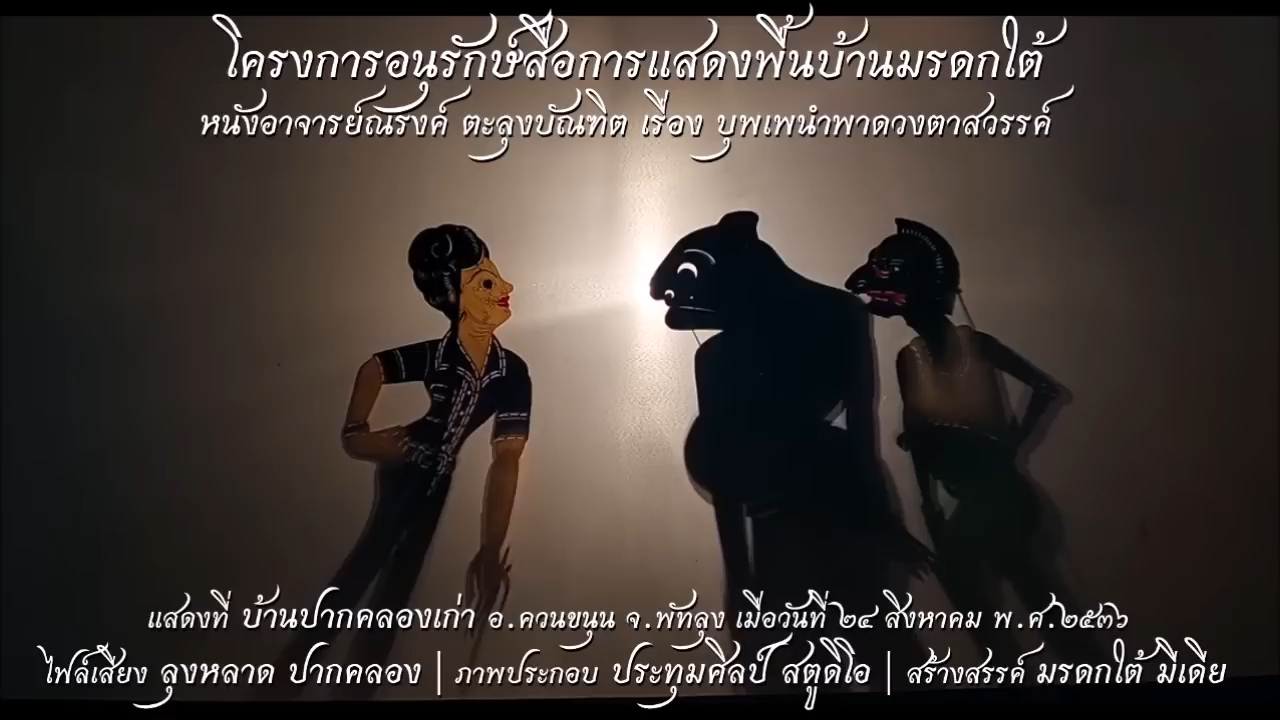 โครงการอนุรักษ์สื่อการแสดงพื้นบ้านมรดกใต้
หนังอาจารย์ณรงค์ ตะลุงบัณฑิต เรื่อง บุพเพนำพาดวงตาสวรรค์
แสดงที่ บ้านปากคลองเก่า อ.ควนขนุน จ.พัทลุง เมื่อวันที่ ๒๔ สิงหาคม พ.ศ.๒๕๓๖
ไฟล์เสียง ลุงหลาด ปากคลอง | ภาพประกอบ ประทุมศิลป์ สตูดิโอ | สร้างสรรค์ มรดกใต้ มีเดีย